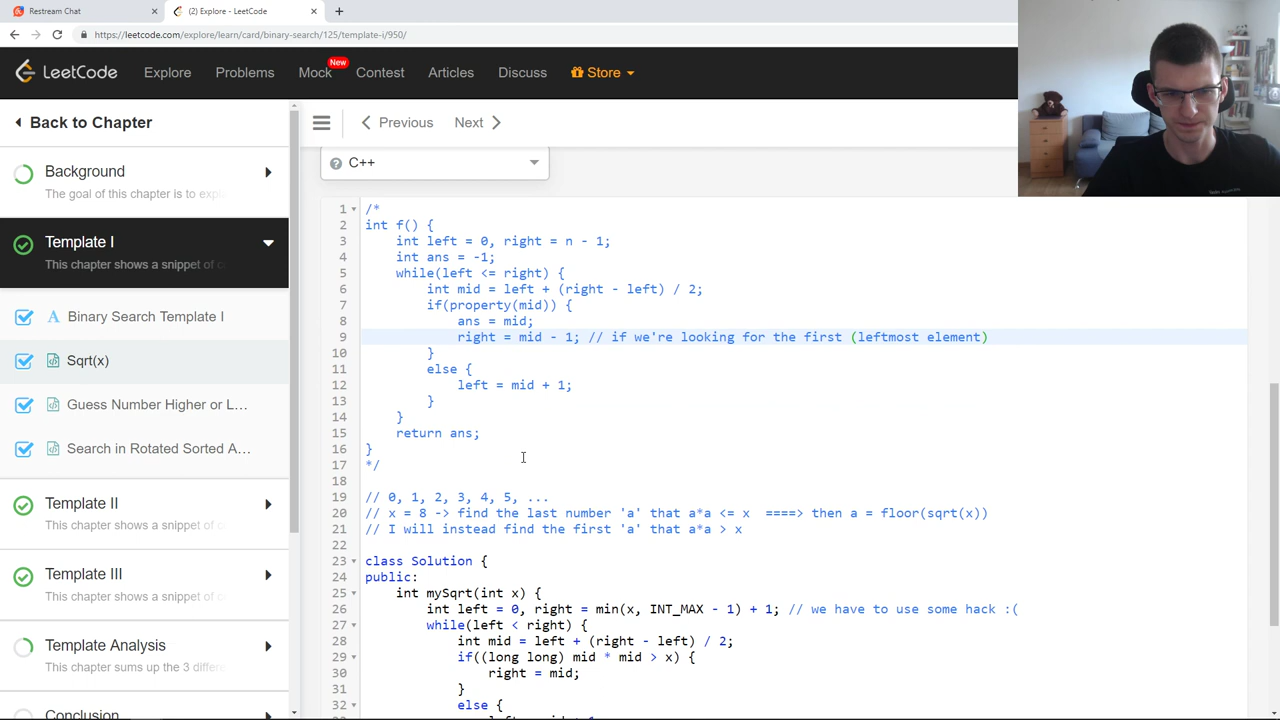 Restream Chat
(2) Explore - LeetCode
https://leetcode.com/explore/learn/card/binary-search/125/template-i/950/
LeetCode
Explore
Problems
Mock
New
Contest
Articles
Discuss
Store
Back to Chapter
Previous
Next
Background
The goal of this chapter is to expl
Template I
This chapter shows a snippet of c
A Binary Search Template I
Sqrt(x)
Guess Number Higher or L...
Search in Rotated Sorted A...
Template II
This chapter shows a snippet of c
Template III
This chapter shows a snippet of c
Template Analysis
This chapter sums up the 3 differe
Conclusion
C++
1 /*
2 int f() {
3 int left = 0, right = n - 1;
4 int ans = -1;
5 while(left <= right) {
6 int mid = left + (right - left) / 2;
7 if(property(mid)) {
8 ans = mid;
9 right = mid - 1; // if we're looking for the first (leftmost element)
10 }
11 else {
12 left = mid + 1;
13 }
14 }
15 return ans;
16 }
17 */
18
19 // 0, 1, 2, 3, 4, 5, ...
20 // x = 8 -> find the last number 'a' that a*a <= x ====> then a = floor(sqrt(x))
21 // I will instead find the first 'a' that a*a > x
22
23 class Solution {
24 public:
25 int mySqrt(int x) {
26 int left = 0, right = min(x, INT_MAX - 1) + 1; // we have to use some hack :(
27 while(left < right) {
28 int mid = left + (right - left) / 2;
29 if((long long) mid * mid > x) {
30 right = mid;
31 }
32 else {